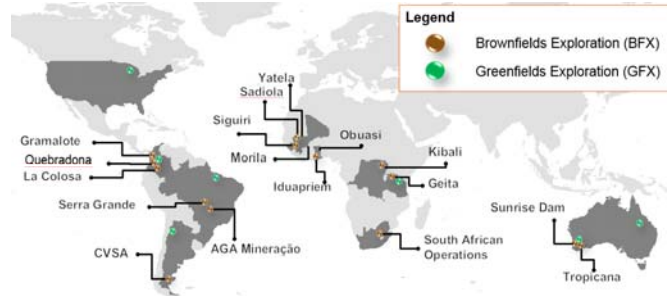 Legend
Brownfields Exploration (BFX)
Greenfields Exploration (GFX)
Yatela
Sadiola
Siguiri
Obuasi
Gramalote
Quebradona
La Colosa
Morila
Kibali
Iduapriem
Geita
Serra Grande
Sunrise Dam
AGA Mineração
CVSA
South African
Operations
Tropicana